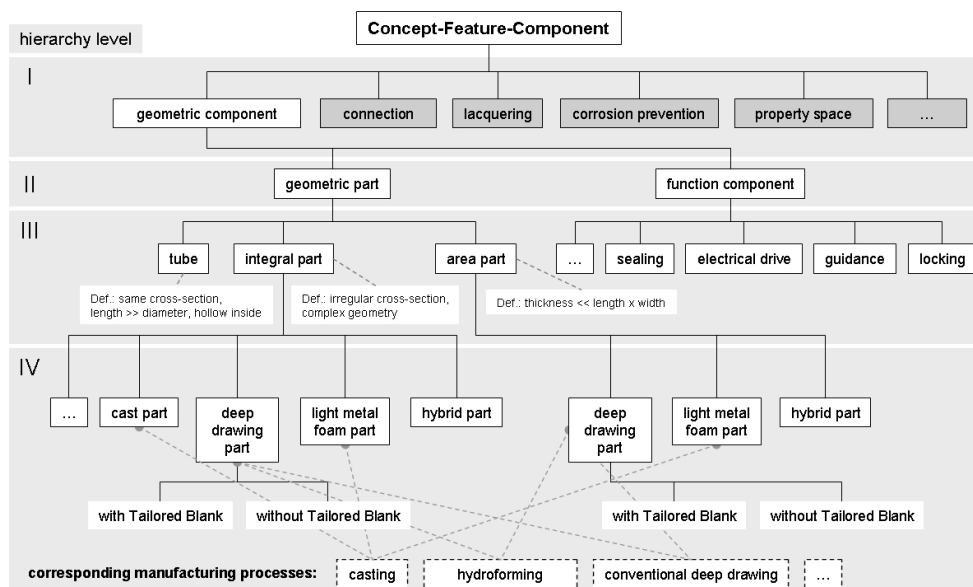 Concept-Feature-Component
hierarchy level
I
geometric component
connection
lacquering
corrosion prevention
property space
…
II
geometric part
function component
III
tube
integral part
area part
…
sealing
electrical drive
guidance
locking
Def.: same cross-section,
length >> diameter, hollow inside
Def.: irregular cross-section,
complex geometry
Def.: thickness << length x width
IV
…
cast part
deep
drawing
part
light metal
foam part
hybrid part
deep
drawing
part
light metal
foam part
hybrid part
with Tailored Blank
without Tailored Blank
with Tailored Blank
without Tailored Blank
corresponding manufacturing processes:
casting
hydroforming
conventional deep drawing
…